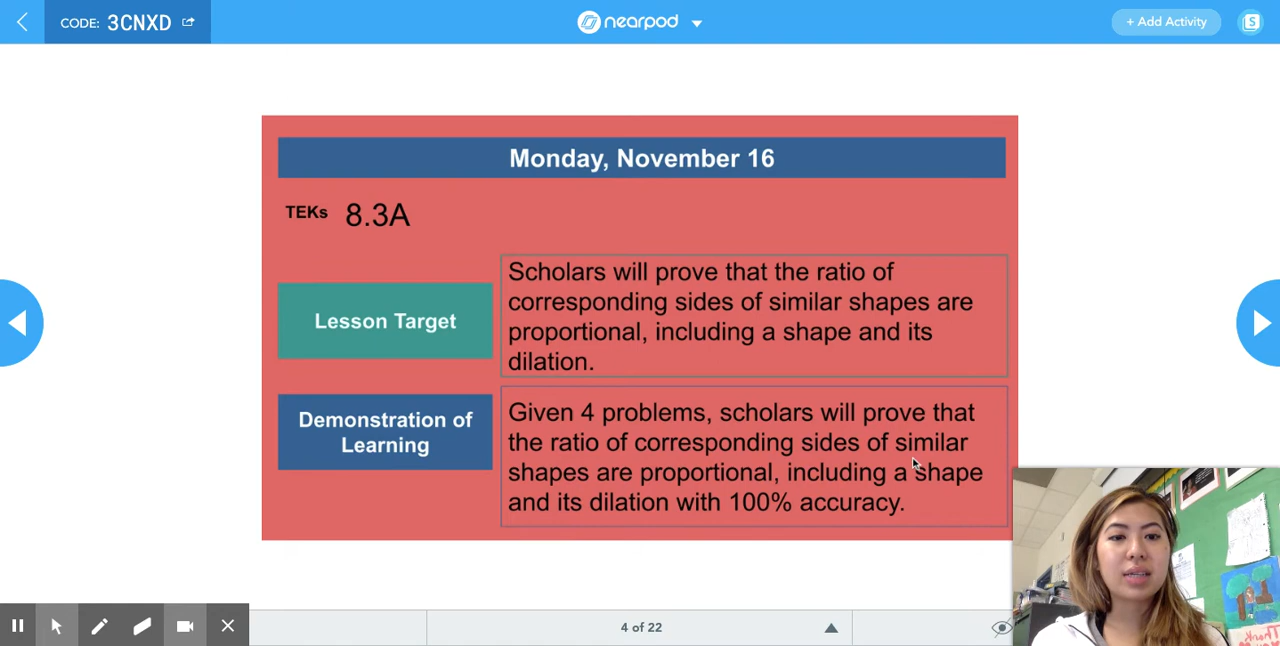 CODE: 3CNXD
nearpod
+ Add Activity
S
Monday, November 16
TEKs 8.3A
Lesson Target
Scholars will prove that the ratio of
corresponding sides of similar shapes are
proportional, including a shape and its
dilation.
Demonstration of
Learning
Given 4 problems, scholars will prove that
the ratio of corresponding sides of similar
shapes are proportional, including a shape
and its dilation with 100% accuracy.
4 of 22
Thank